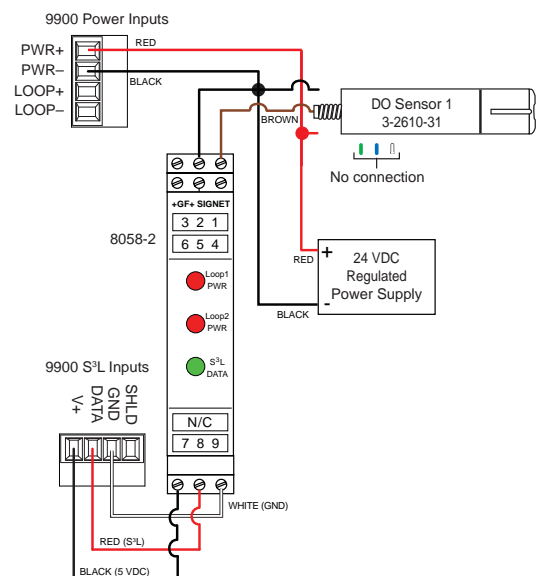 9900 Power Inputs
PWR+
PWR–
LOOP+
LOOP–
RED
BLACK
BROWN
DO Sensor 1
3-2610-31
No connection
+GF+ SIGNET
3 2 1
6 5 4
8058-2
Loop1
PWR
Loop2
PWR
S³L
DATA
N/C
7 8 9
RED
+
24 VDC
Regulated
Power Supply
-
BLACK
9900 S³L Inputs
V+
DATA
GND
SHLD
WHITE (GND)
RED (S³L)
BLACK (5 VDC)